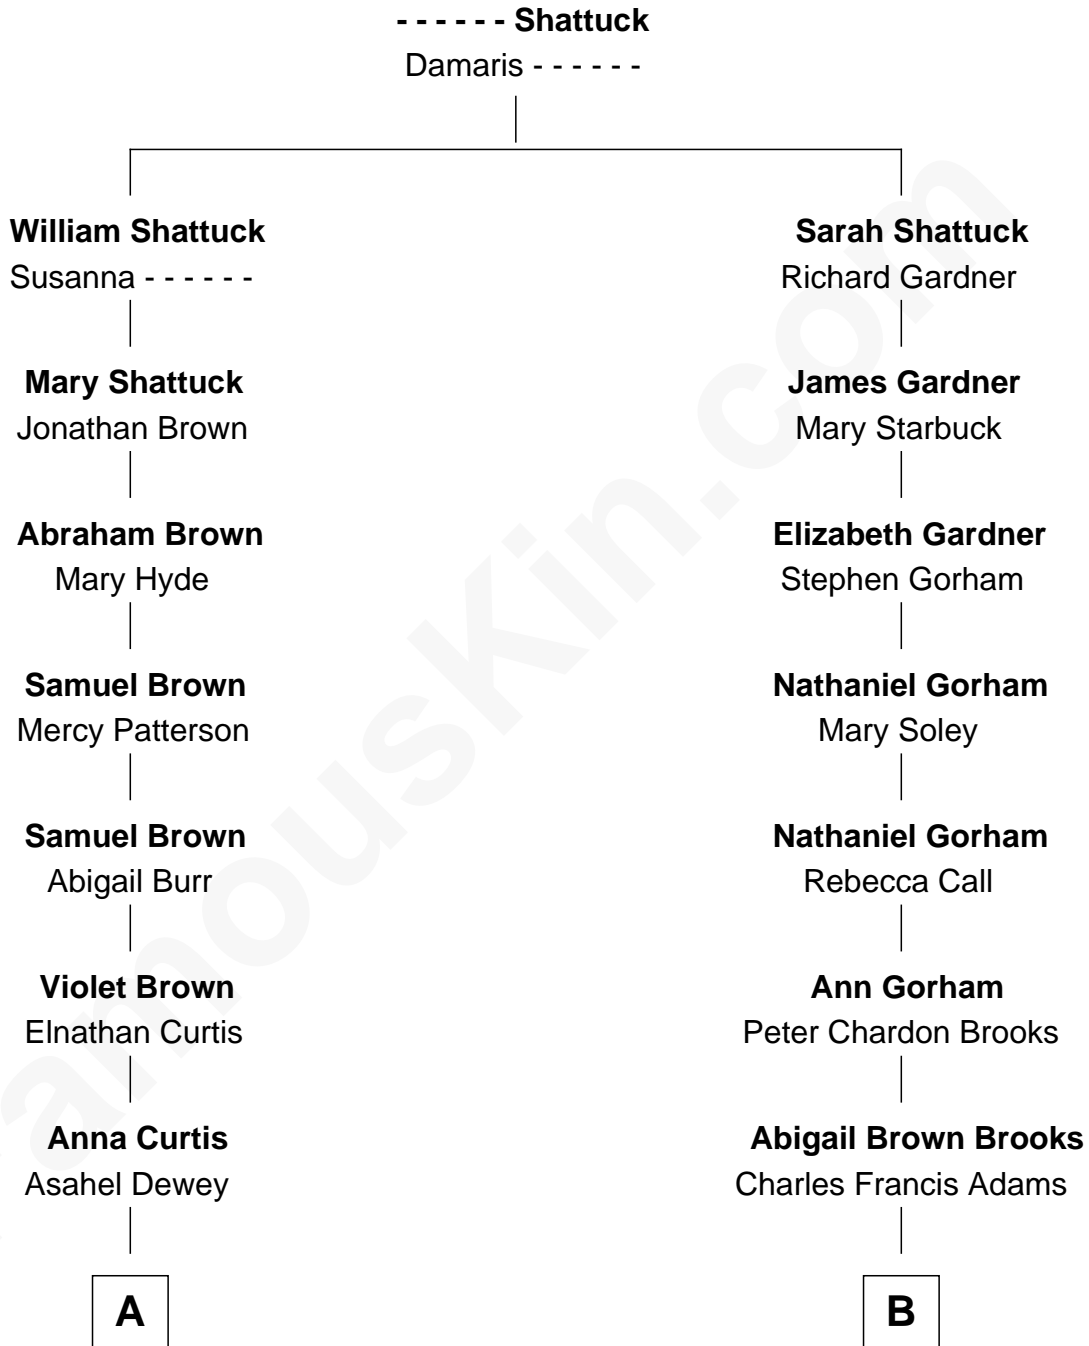 - - - - - - Shattuck
Damaris - - - - - -
William Shattuck
Susanna - - - - - -
Sarah Shattuck
Richard Gardner
Mary Shattuck
Jonathan Brown
James Gardner
Mary Starbuck
Abraham Brown
Mary Hyde
Elizabeth Gardner
Stephen Gorham
Samuel Brown
Mercy Patterson
Nathaniel Gorham
Mary Soley
Samuel Brown
Abigail Burr
Nathaniel Gorham
Rebecca Call
Violet Brown
Elnathan Curtis
Ann Gorham
Peter Chardon Brooks
Anna Curtis
Asahel Dewey
Abigail Brown Brooks
Charles Francis Adams
A
B
amouskin.com